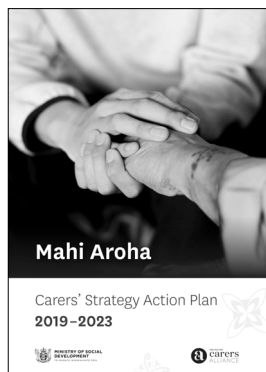 Mahi Aroha
Carers’ Strategy Action Plan
2019–2023
MINISTRY OF SOCIAL
DEVELOPMENT
carers
ALLIANCE